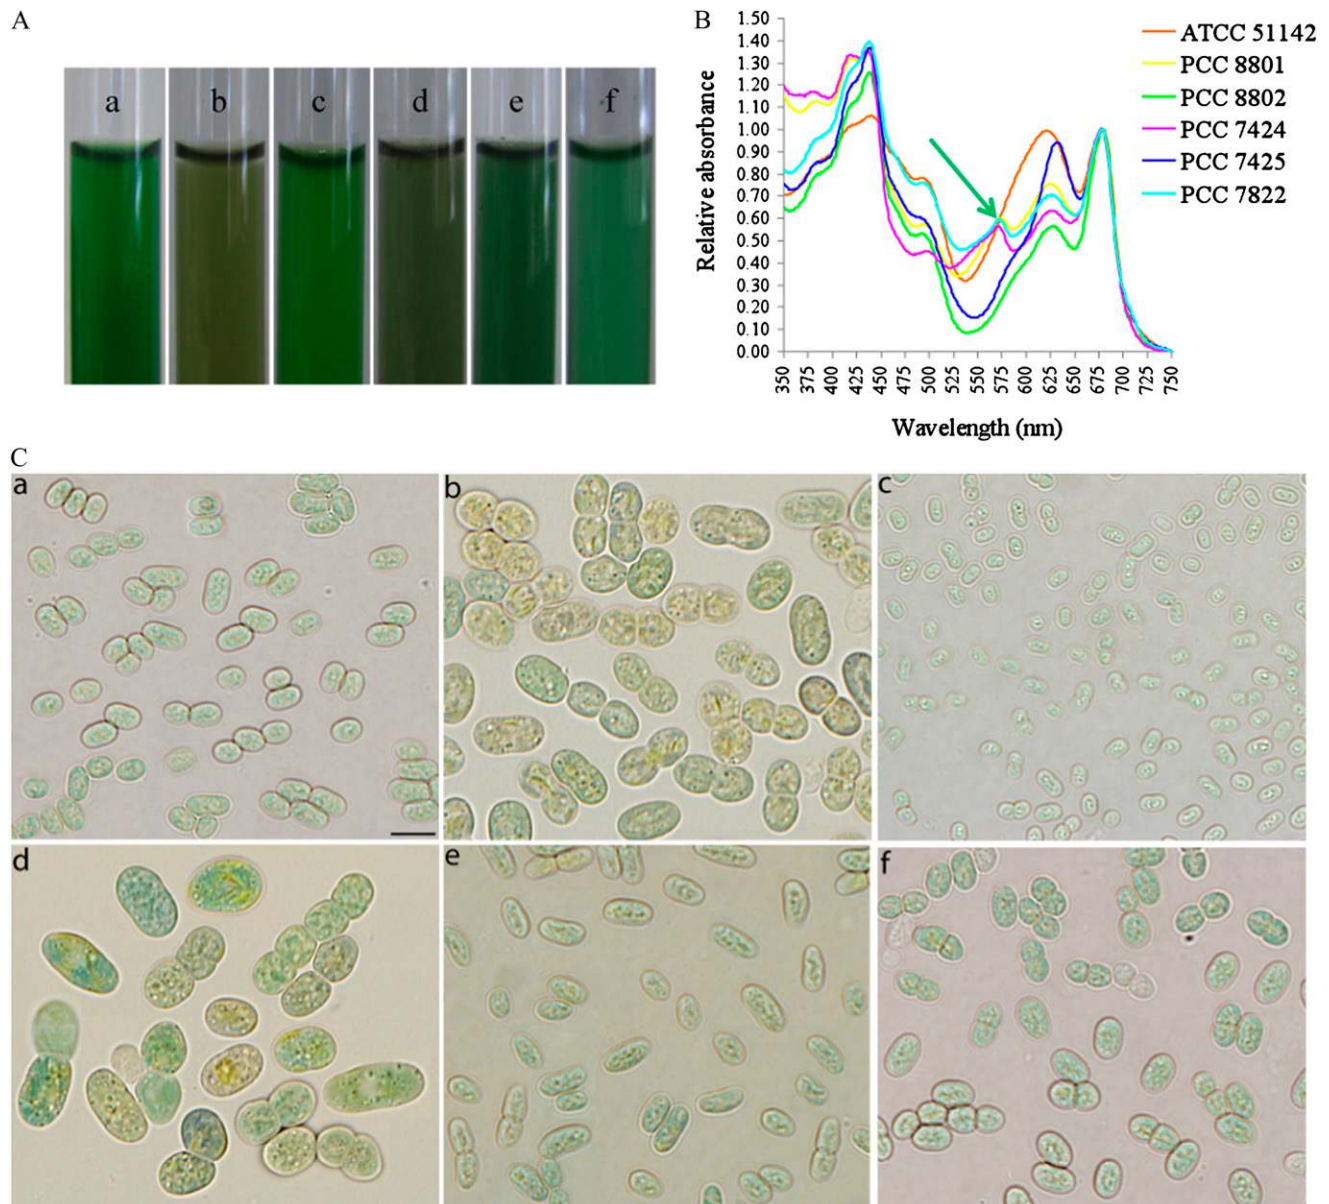 A
a b c d e f
B
Relative absorbance
1.50
1.40
1.30
1.20
1.10
1.00
0.90
0.80
0.70
0.60
0.50
0.40
0.30
0.20
0.10
0.00
350 375 400 425 450 475 500 525 550 575 600 625 650 675 700 725 750
Wavelength (nm)
ATCC 51142
PCC 8801
PCC 8802
PCC 7424
PCC 7425
PCC 7822
C
a
b
c
d
e
f